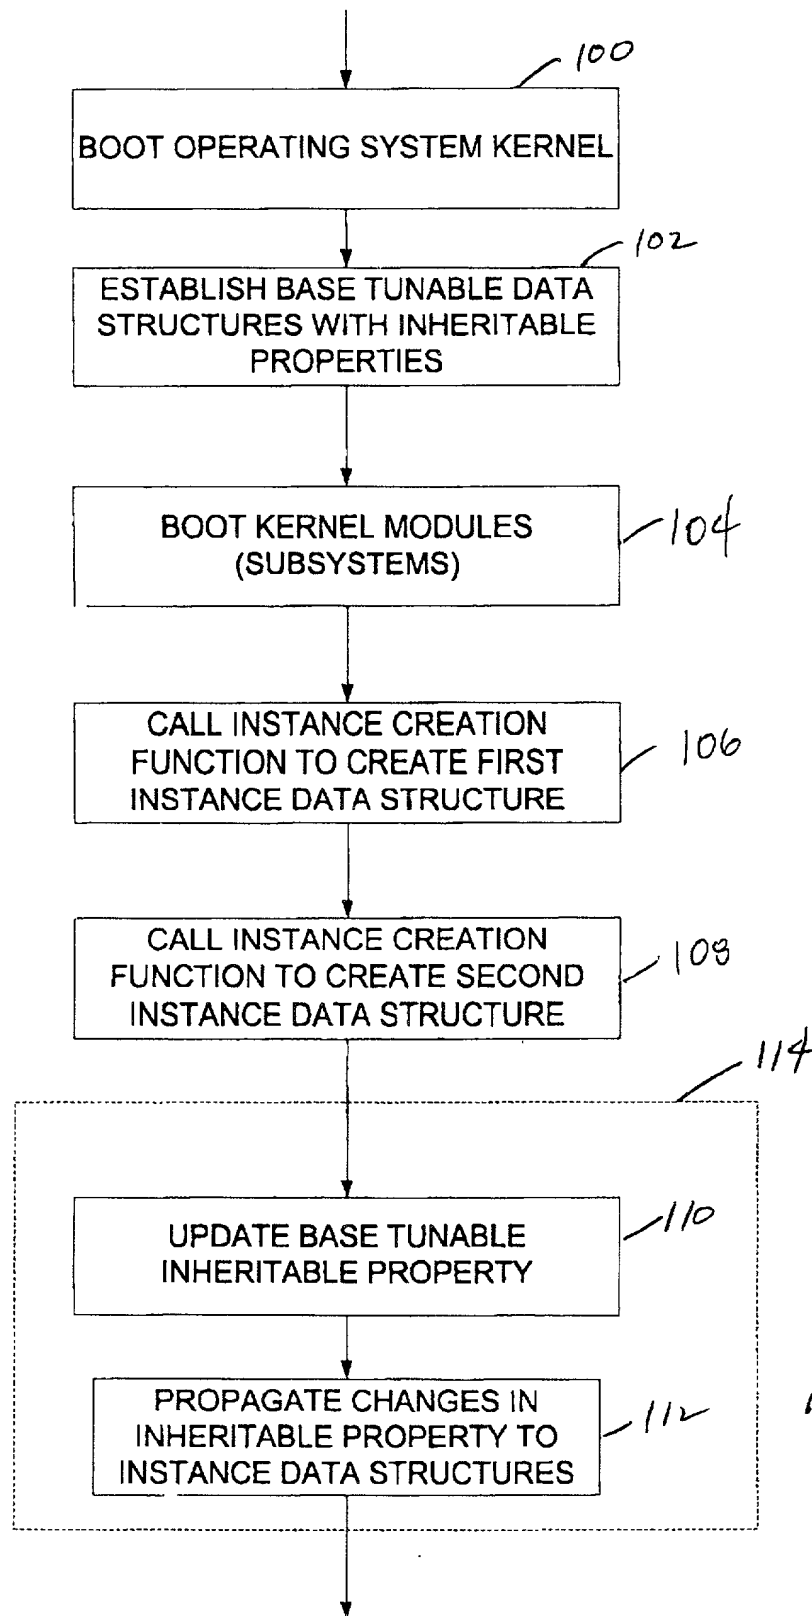 100
BOOT OPERATING SYSTEM KERNEL
102
ESTABLISH BASE TUNABLE DATA
STRUCTURES WITH INHERITABLE
PROPERTIES
BOOT KERNEL MODULES
(SUBSYSTEMS)
104
CALL INSTANCE CREATION
FUNCTION TO CREATE FIRST
INSTANCE DATA STRUCTURE
106
CALL INSTANCE CREATION
FUNCTION TO CREATE SECOND
INSTANCE DATA STRUCTURE
108
114
UPDATE BASE TUNABLE
INHERITABLE PROPERTY
110
PROPAGATE CHANGES IN
INHERITABLE PROPERTY TO
INSTANCE DATA STRUCTURES
112